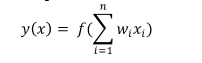 y(x) = f(∑_{i=1}^{n} w_i x_i)